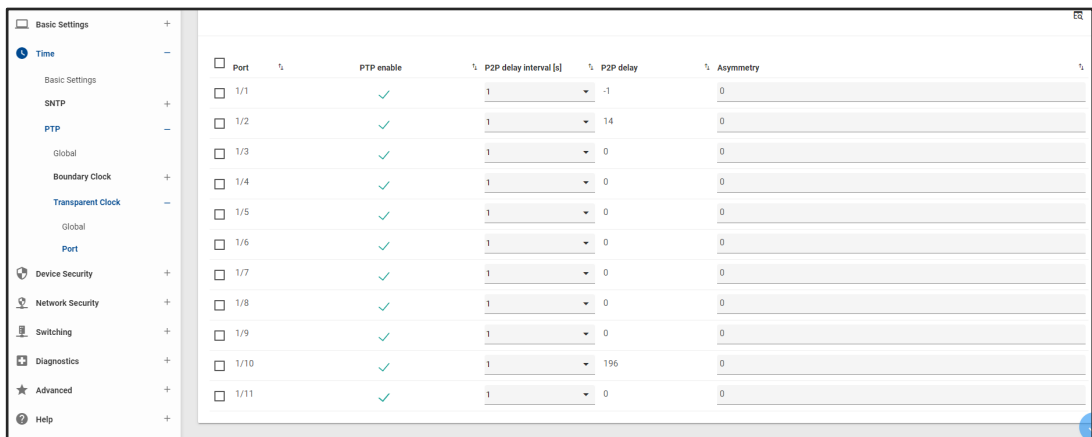 Basic Settings +
Time −
Basic Settings
SNTP +
PTP −
Global
Boundary Clock +
Transparent Clock −
Global
Port
Device Security +
Network Security +
Switching +
Diagnostics +
Advanced +
Help +
Port PTP enable P2P delay interval [s] P2P delay Asymmetry
1/1 1 -1 0
1/2 1 14 0
1/3 1 0 0
1/4 1 0 0
1/5 1 0 0
1/6 1 0 0
1/7 1 0 0
1/8 1 0 0
1/9 1 0 0
1/10 1 196 0
1/11 1 0 0